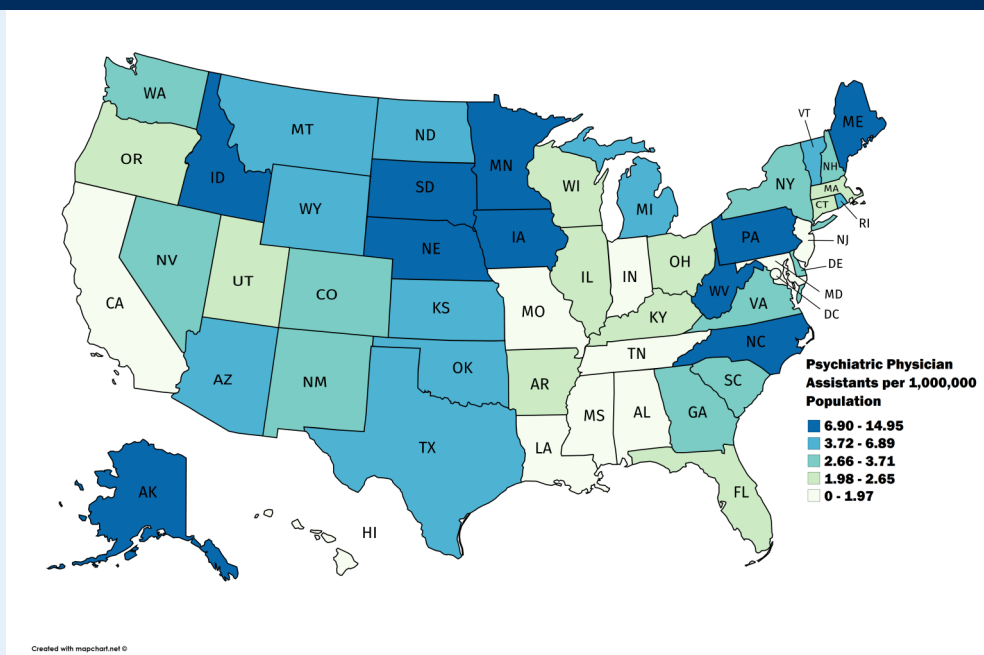 WA
MT
ND
MN
VT
ME
OR
ID
SD
WI
NH
NY
MA
WY
MI
CT
RI
NE
IA
PA
NJ
NV
UT
CO
IL
IN
OH
DE
CA
KS
MO
WV
VA
MD
KY
DC
NC
TN
AZ
NM
OK
AR
SC
MS
AL
GA
TX
LA
FL
AK
HI
Psychiatric Physician
Assistants per 1,000,000
Population
6.90 - 14.95
3.72 - 6.89
2.66 - 3.71
1.98 - 2.65
0 - 1.97
Created with mapchart.net ©